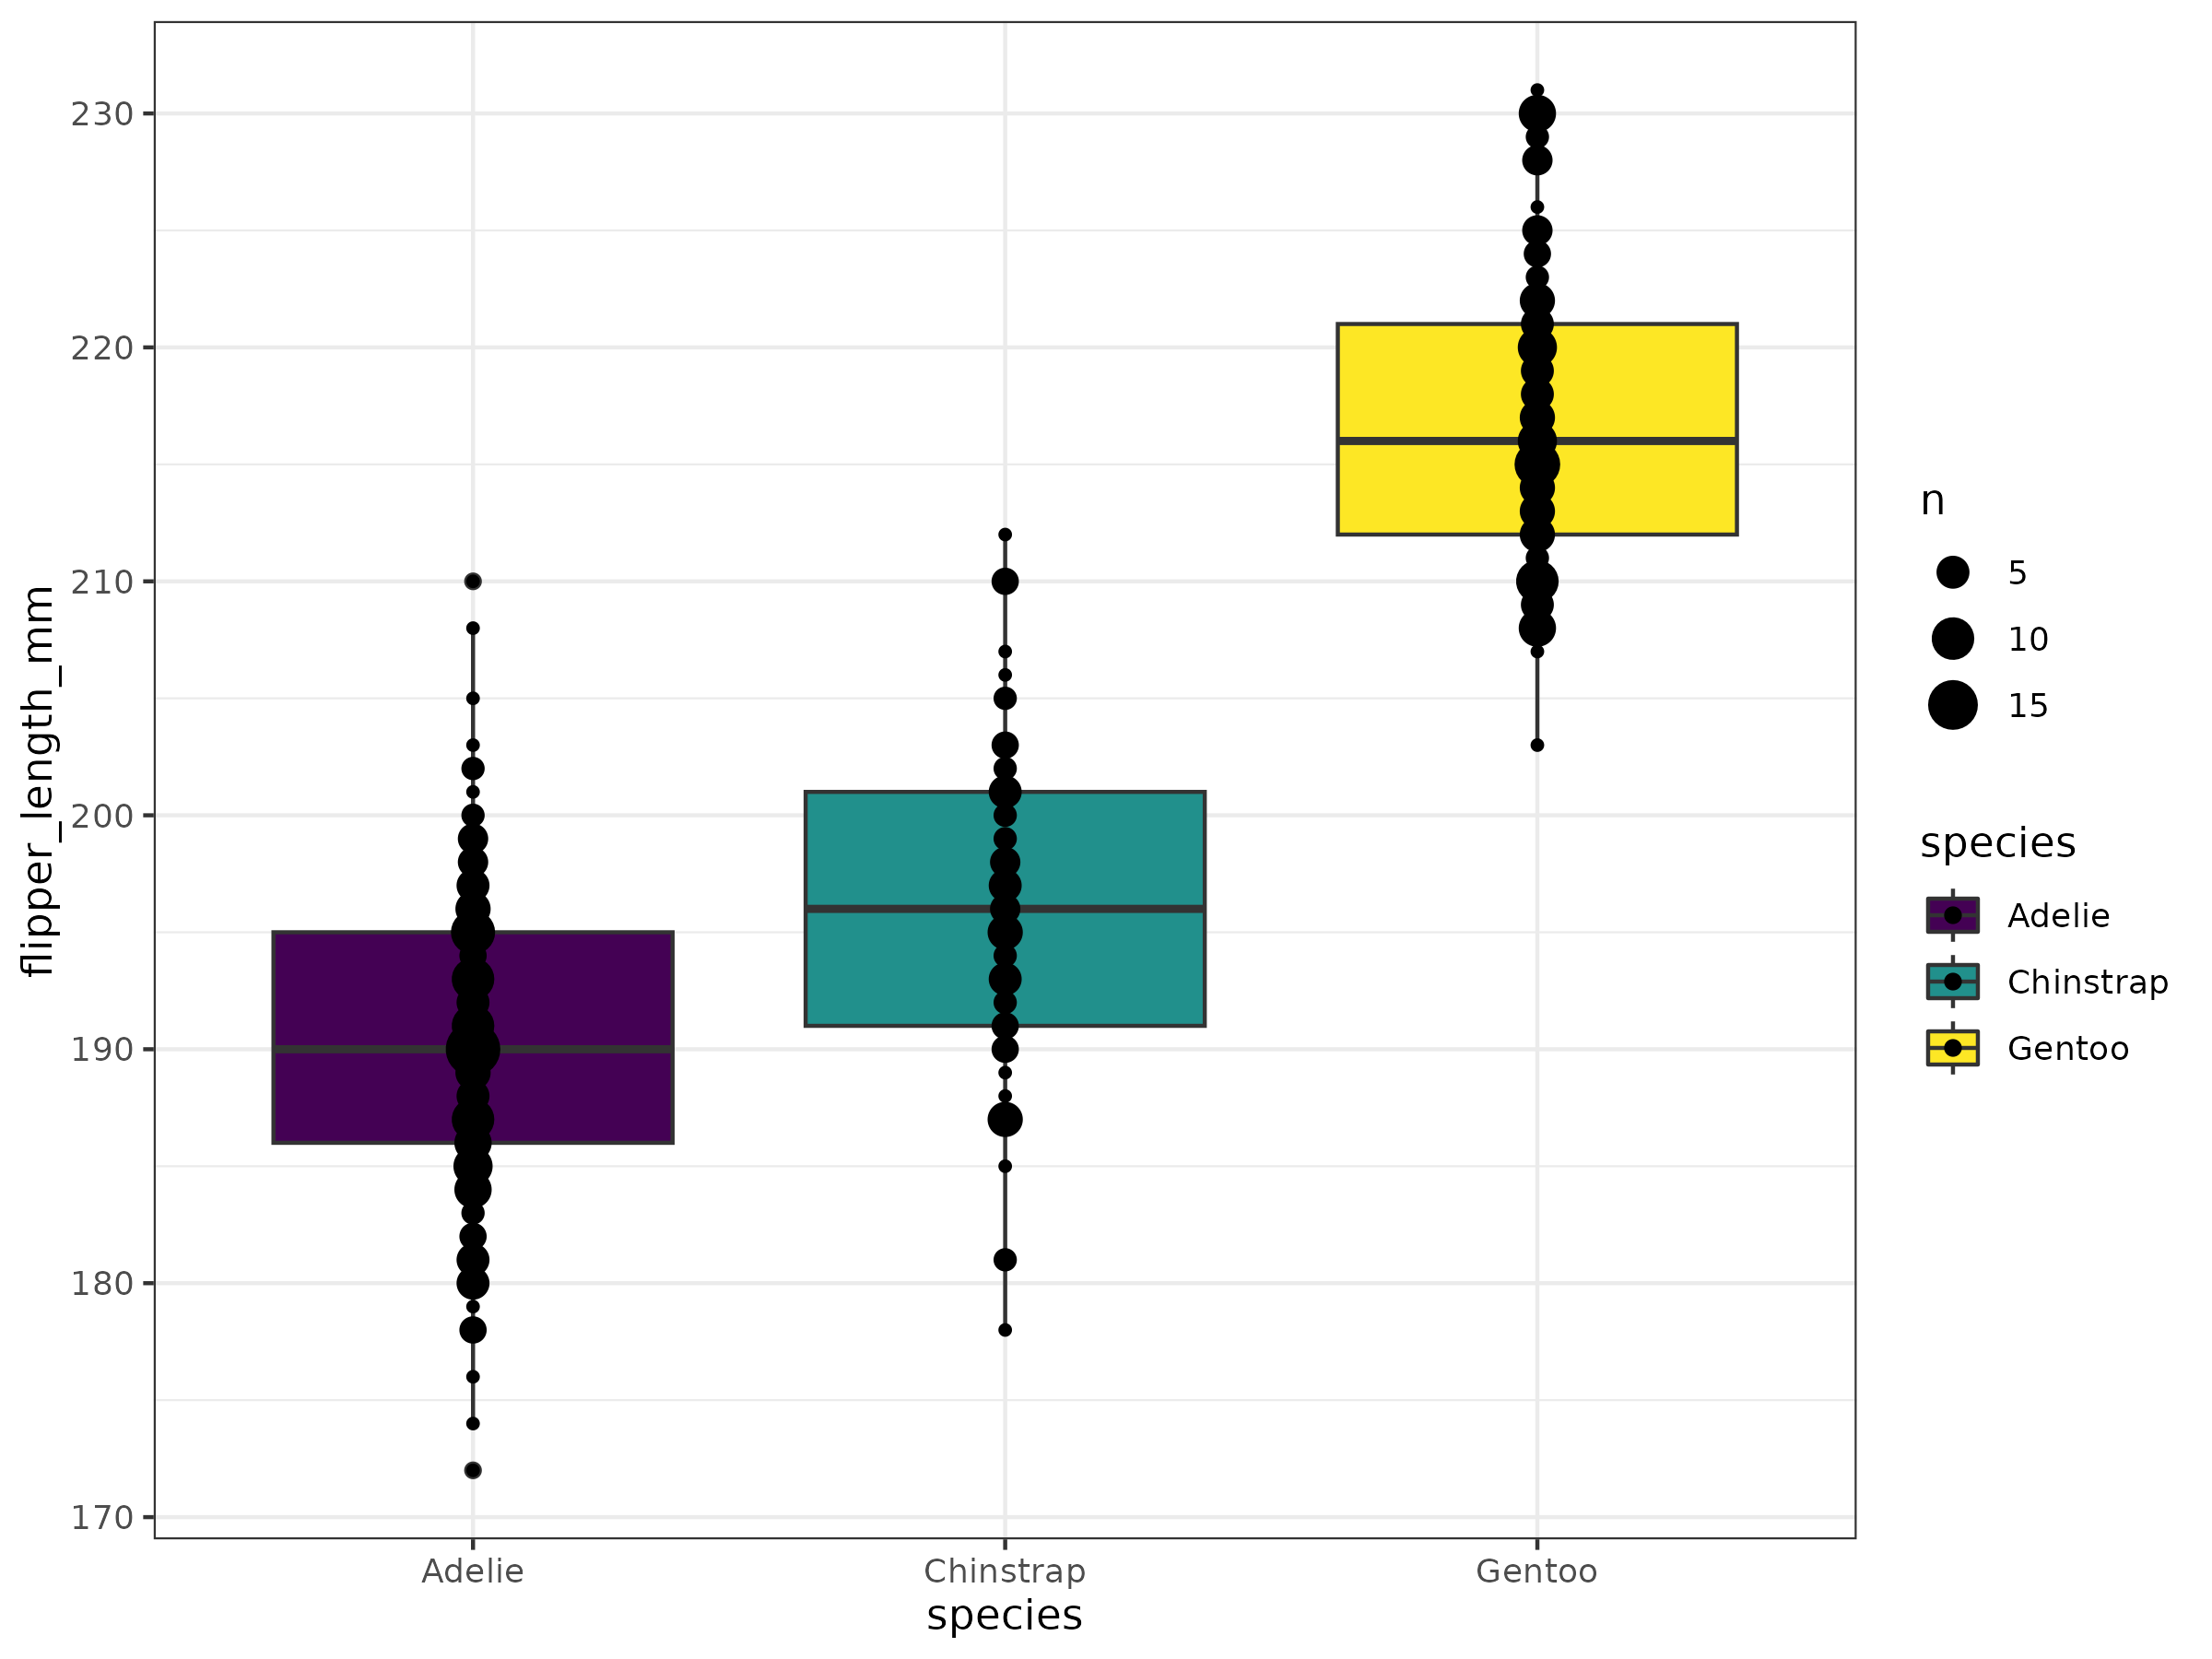 flipper_length_mm
230
220
210
200
190
180
170
Adelie
Chinstrap
Gentoo
species
n
5
10
15
species
Adelie
Chinstrap
Gentoo